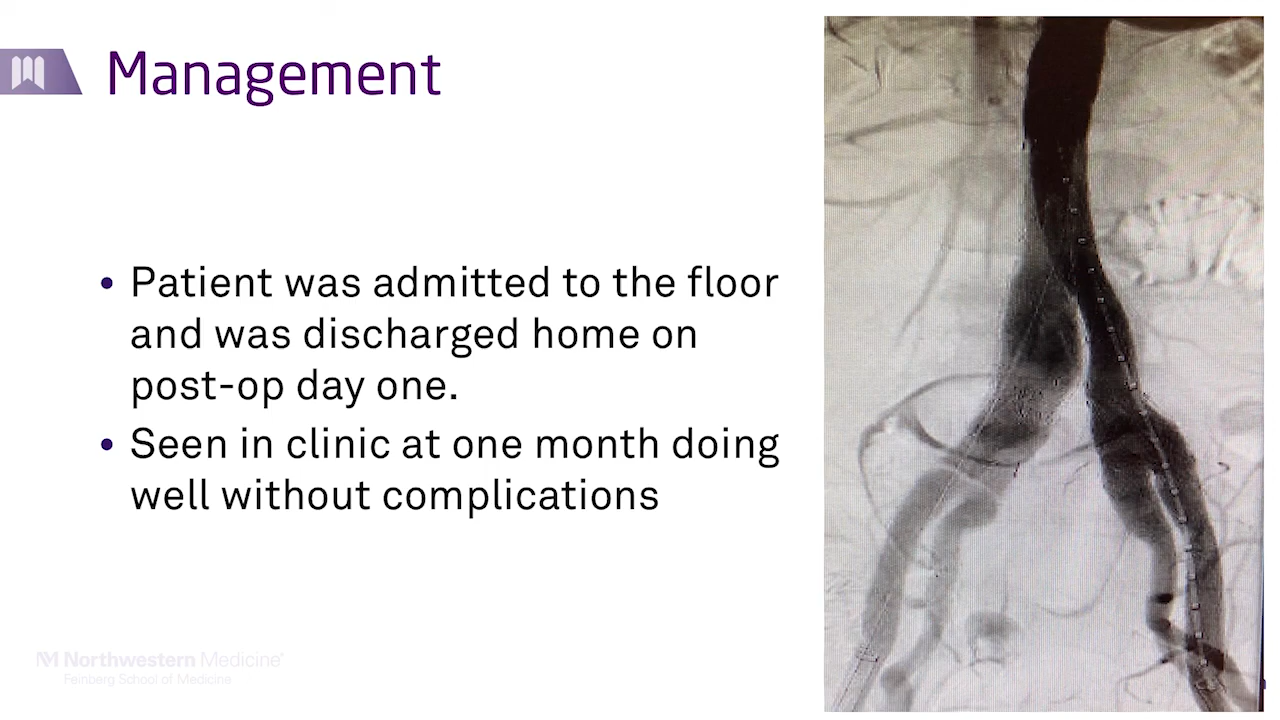 Management
• Patient was admitted to the floor
and was discharged home on
post-op day one.
• Seen in clinic at one month doing
well without complications
Northwestern Medicine®
Feinberg School of Medicine